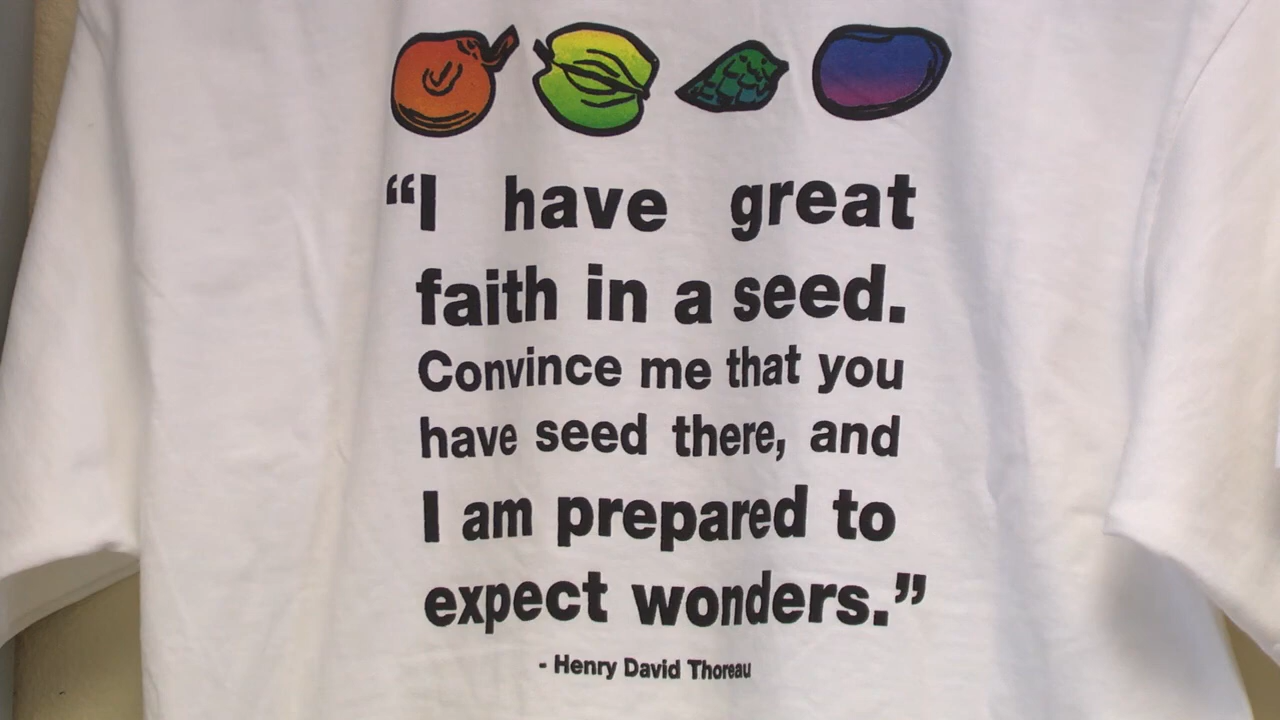 “I have great
faith in a seed.
Convince me that you
have seed there, and
I am prepared to
expect wonders.”
- Henry David Thoreau